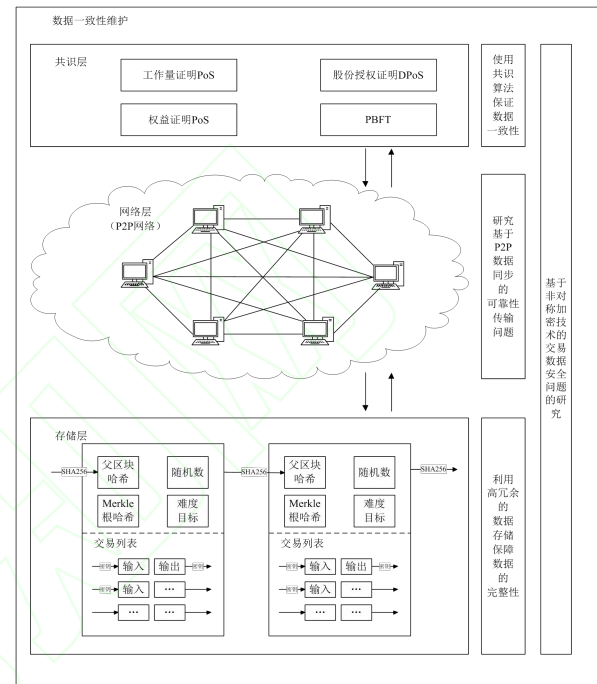 数据一致性维护
共识层
工作量证明PoS
股份授权证明DPoS
权益证明PoS
PBFT
使用
共识
算法
保证
数据
一致性
网络层
（P2P网络）
研究
基于
P2P
数据
同步
的
可靠性
传输
问题
基于
非对
称加
密技
术的
交易
数据
安全
问题
的研
究
存储层
SHA256
父区块
哈希
随机数
Merkle
根哈希
难度
目标
交易列表
输入
输出
输入
…
…
…
SHA256
父区块
哈希
随机数
Merkle
根哈希
难度
目标
交易列表
输入
输出
输入
…
…
…
SHA256
利用
高冗余
的
数据
存储
保障
数据
的
完整性